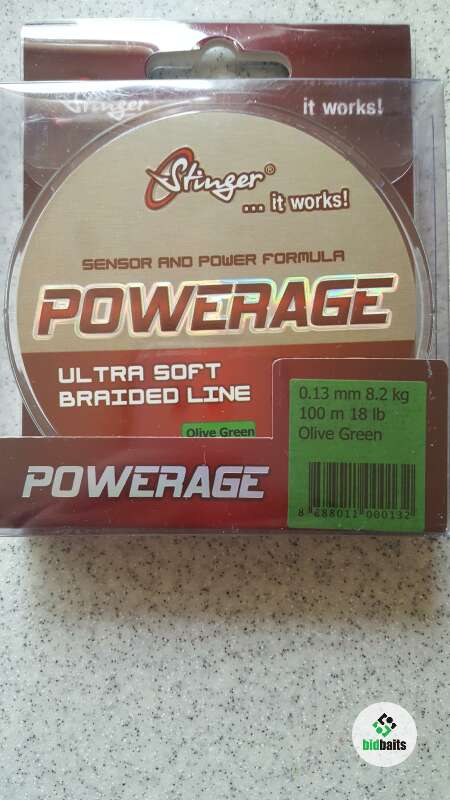 Stinger
it works!
Stinger®
... it works!
SENSOR AND POWER FORMULA
POWERAGE
ULTRA SOFT
BRAIDED LINE
Olive Green
0.13 mm 8.2 kg
100 m 18 lb
Olive Green
POWERAGE
8 888011 000132
bidbaits